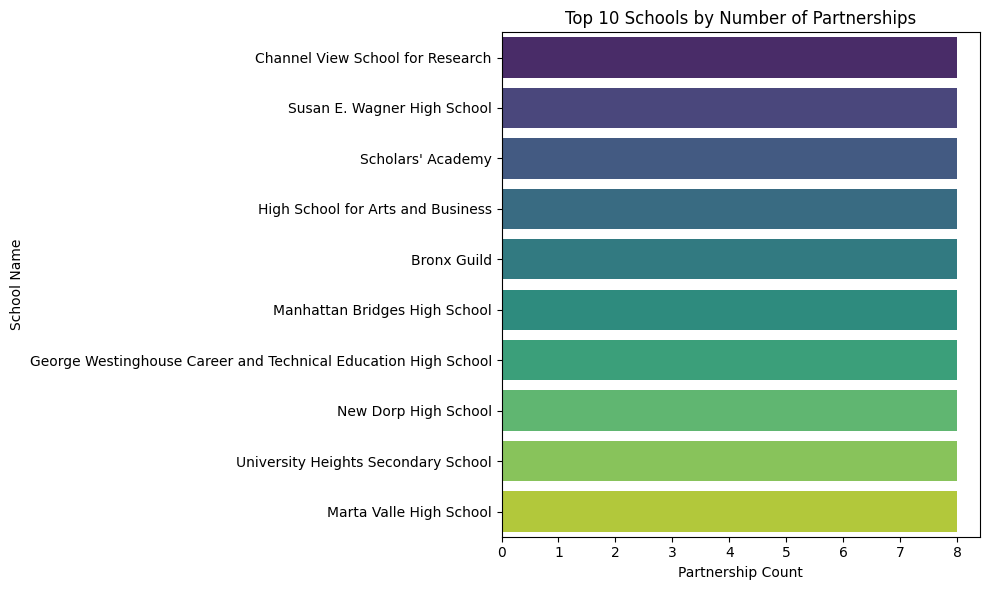 Top 10 Schools by Number of Partnerships
School Name
Channel View School for Research
Susan E. Wagner High School
Scholars' Academy
High School for Arts and Business
Bronx Guild
Manhattan Bridges High School
George Westinghouse Career and Technical Education High School
New Dorp High School
University Heights Secondary School
Marta Valle High School
0 1 2 3 4 5 6 7 8
Partnership Count